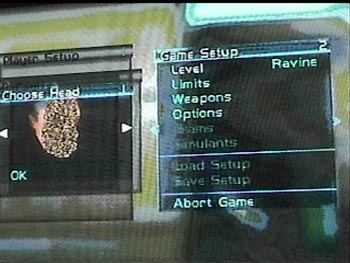 Player Setup
Choose Head
OK
Game Setup 2
Level Ravine
Limits
Weapons
Options
Teams
Simulants
Load Setup
Save Setup
Abort Game